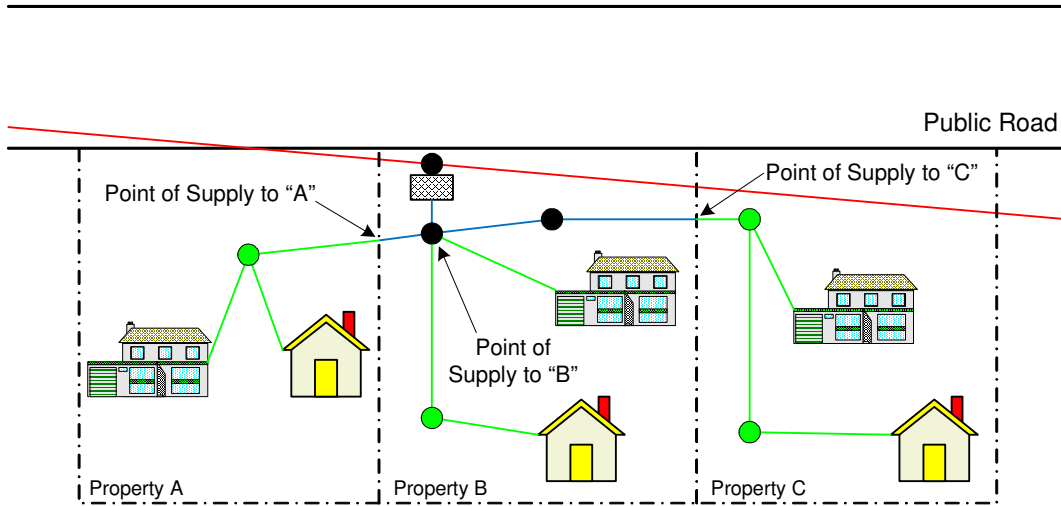 Public Road
Point of Supply to “A”
Point of Supply to “C”
Point of
Supply to “B”
Property A
Property B
Property C